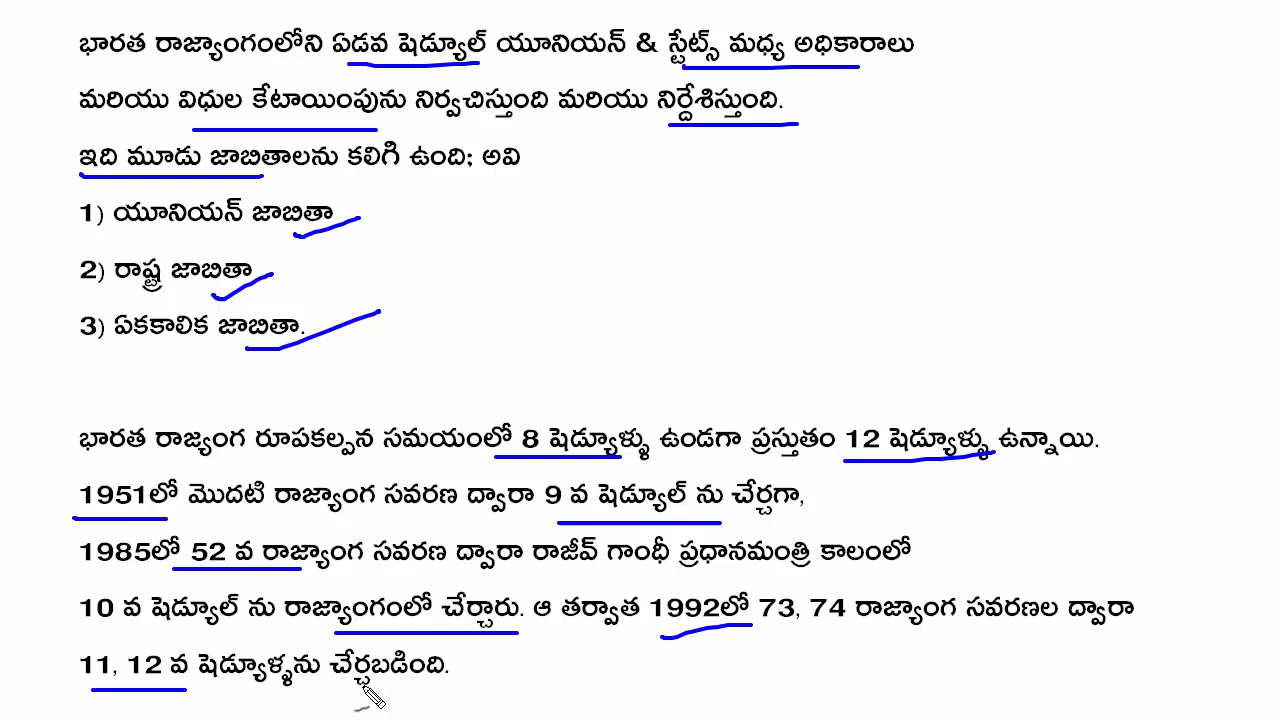 భారత రాజ్యాంగంలోని ఏడవ షెడ్యూల్ యూనియన్ & స్టేట్స్ మధ్య అధికారాలు
మరియు విధుల కేటాయింపును నిర్వచిస్తుంది మరియు నిర్దేశిస్తుంది.
ఇది మూడు జాబితాలను కలిగి ఉంది; అవి
1) యూనియన్ జాబితా
2) రాష్ట్ర జాబితా
3) ఏకకాలిక జాబితా.
భారత రాజ్యంగ రూపకల్పన సమయంలో 8 షెడ్యూళ్ళు ఉండగా ప్రస్తుతం 12 షెడ్యూళ్ళు ఉన్నాయి.
1951లో మొదటి రాజ్యాంగ సవరణ ద్వారా 9 వ షెడ్యూల్ ను చేర్చగా,
1985లో 52 వ రాజ్యాంగ సవరణ ద్వారా రాజీవ్ గాంధీ ప్రధానమంత్రి కాలంలో
10 వ షెడ్యూల్ ను రాజ్యాంగంలో చేర్చారు. ఆ తర్వాత 1992లో 73, 74 రాజ్యాంగ సవరణల ద్వారా
11, 12 వ షెడ్యూళ్ళను చేర్చబడింది.